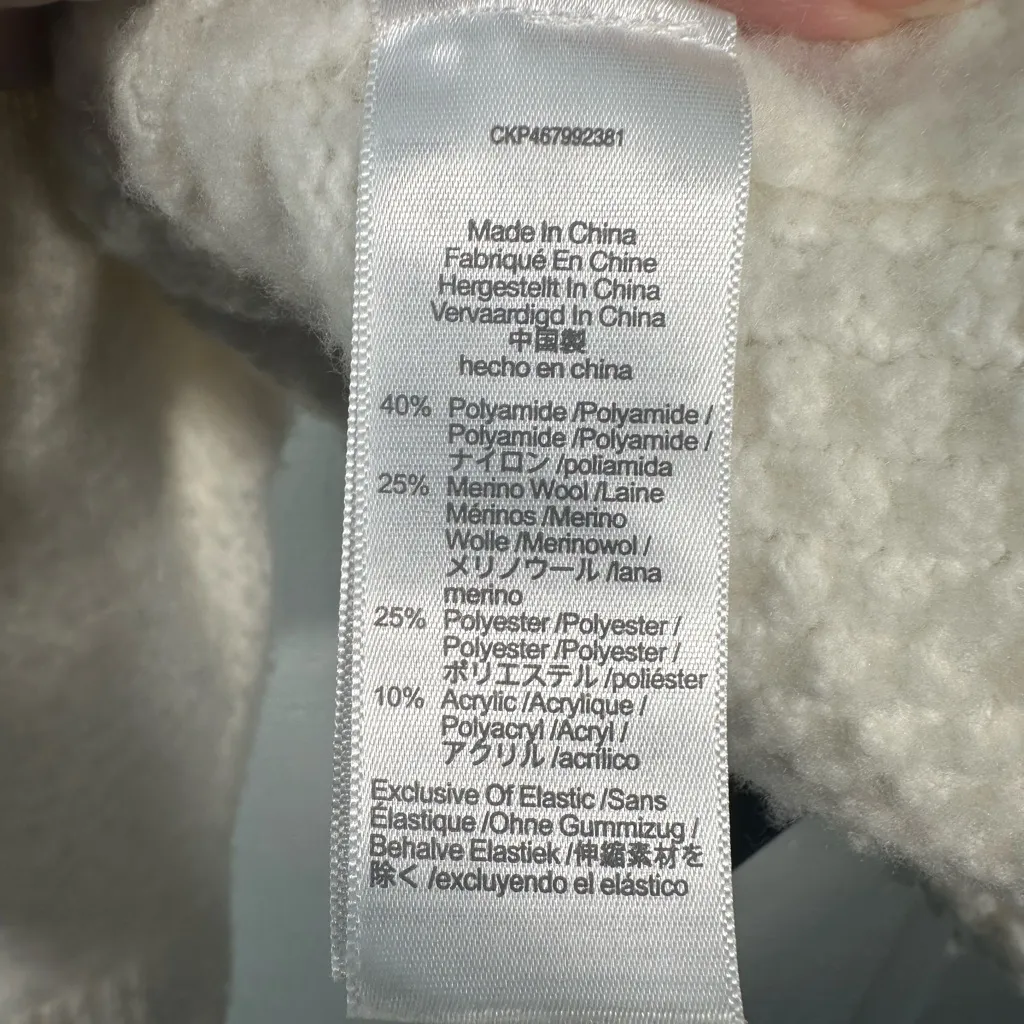 CKP467992381
Made In China
Fabriqué En Chine
Hergestellt In China
Vervaardigd In China
中国製
hecho en china
40% Polyamide /Polyamide /
Polyamide /Polyamide /
ナイロン /poliamida
25% Merino Wool /Laine
Mérinos /Merino
Wolle /Merinowol /
メリノウール /lana
merino
25% Polyester /Polyester /
Polyester /Polyester /
ポリエステル /poliéster
10% Acrylic /Acrylique /
Polyacryl /Acryl /
アクリル /acrílico
Exclusive Of Elastic /Sans
Élastique /Ohne Gummizug /
Behalve Elastiek /伸縮素材を
除く /excluyendo el elástico